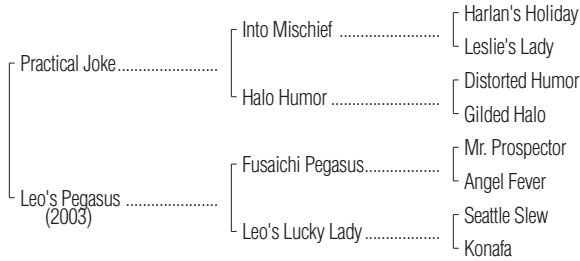 Harlan's Holiday
Into Mischief ....................
Leslie's Lady
Practical Joke....................
Distorted Humor
Halo Humor ......................
Gilded Halo
Mr. Prospector
Fusaichi Pegasus...............
Angel Fever
Leo's Pegasus ..................
(2003)
Seattle Slew
Leo's Lucky Lady ...............
Konafa